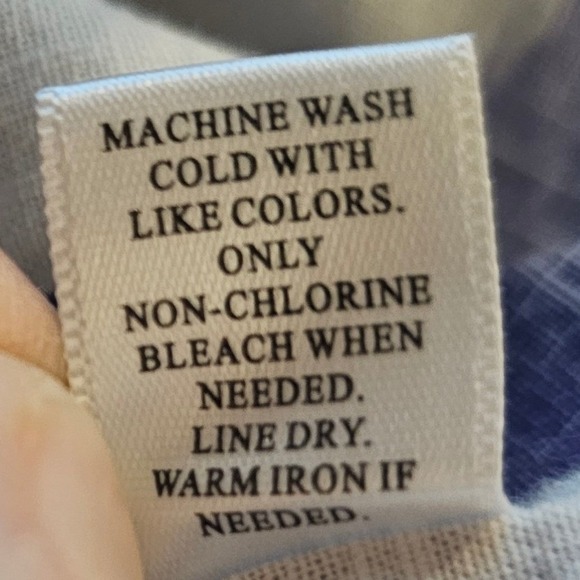 MACHINE WASH
COLD WITH
LIKE COLORS.
ONLY
NON-CHLORINE
BLEACH WHEN
NEEDED.
LINE DRY.
WARM IRON IF
NEEDED.